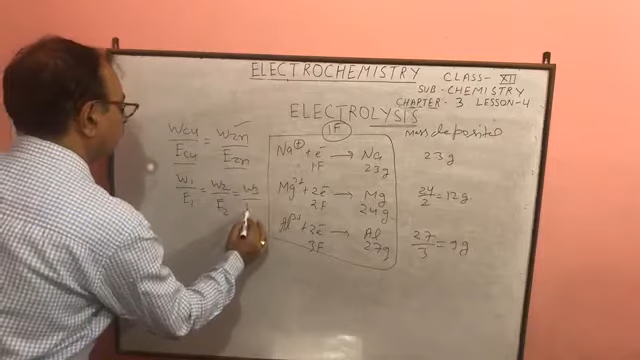 ELECTROCHEMISTRY
CLASS- XII
SUB- CHEMISTRY
CHAPTER- 3 LESSON-4
ELECTROLYSIS
1F
mass deposited
Wcu/Ecu = Wzn/Ezn
W1/E1 = W2/E2 = W3/
Na⁺ + e⁻ → Na 23g
1F 23g
Mg²⁺ + 2e⁻ → Mg 24/2 = 12g
2F 24g
Al³⁺ + 3e⁻ → Al 27/3 = 9g
3F 27g